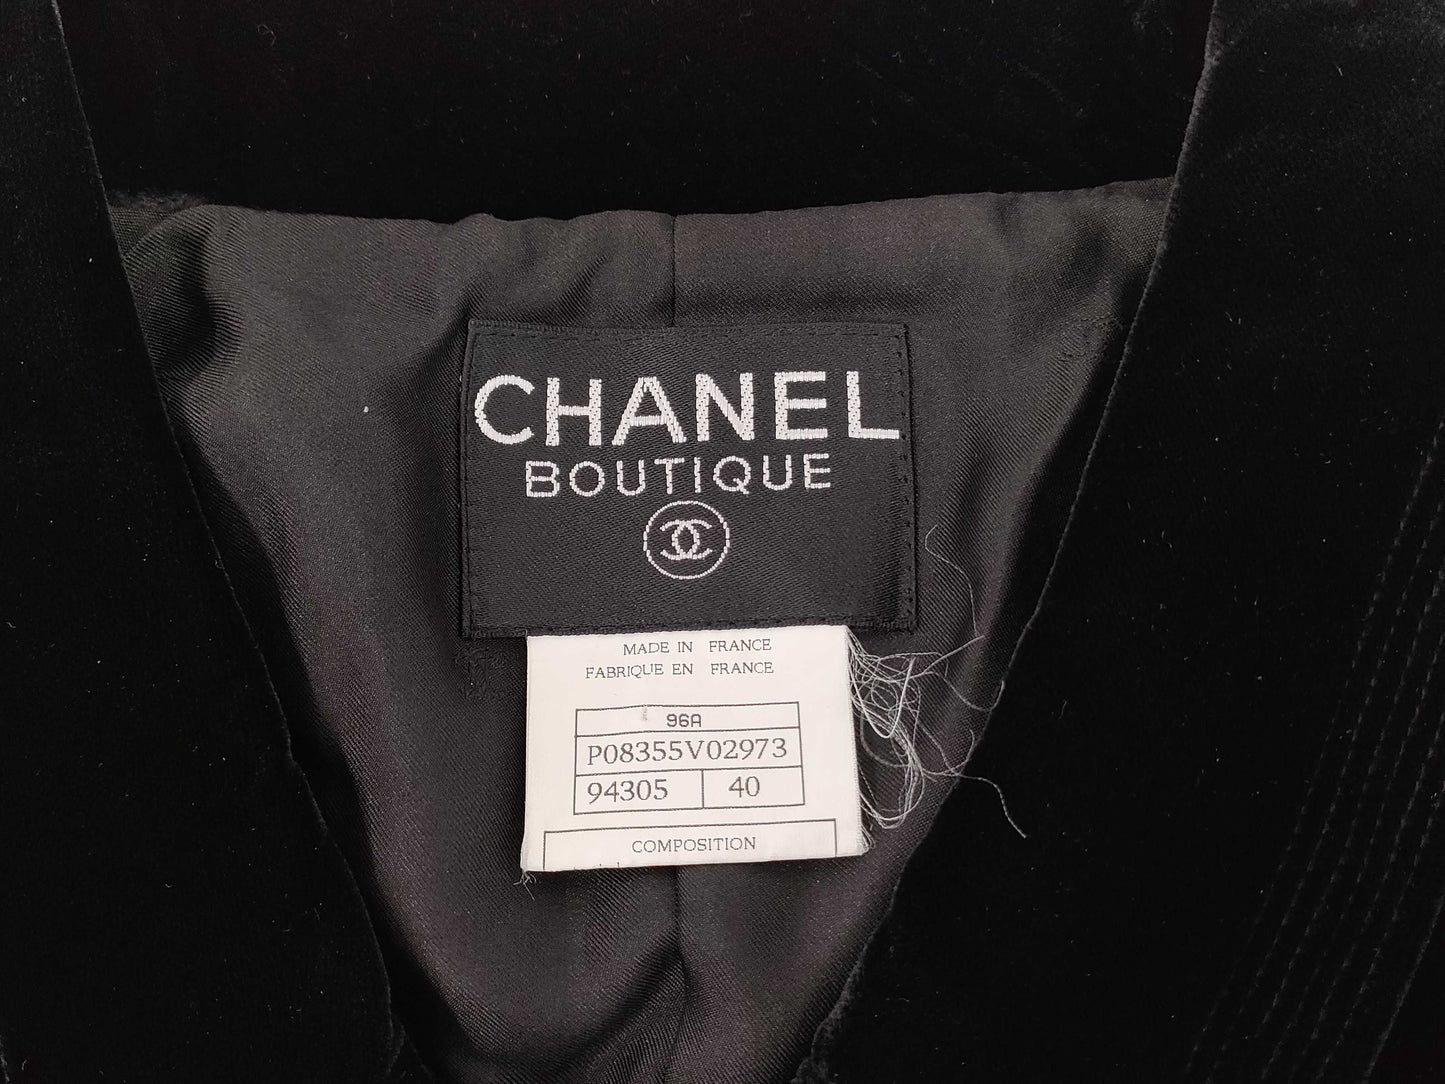 CHANEL
BOUTIQUE
MADE IN FRANCE
FABRIQUE EN FRANCE
96A
P08355V02973
94305 40
COMPOSITION